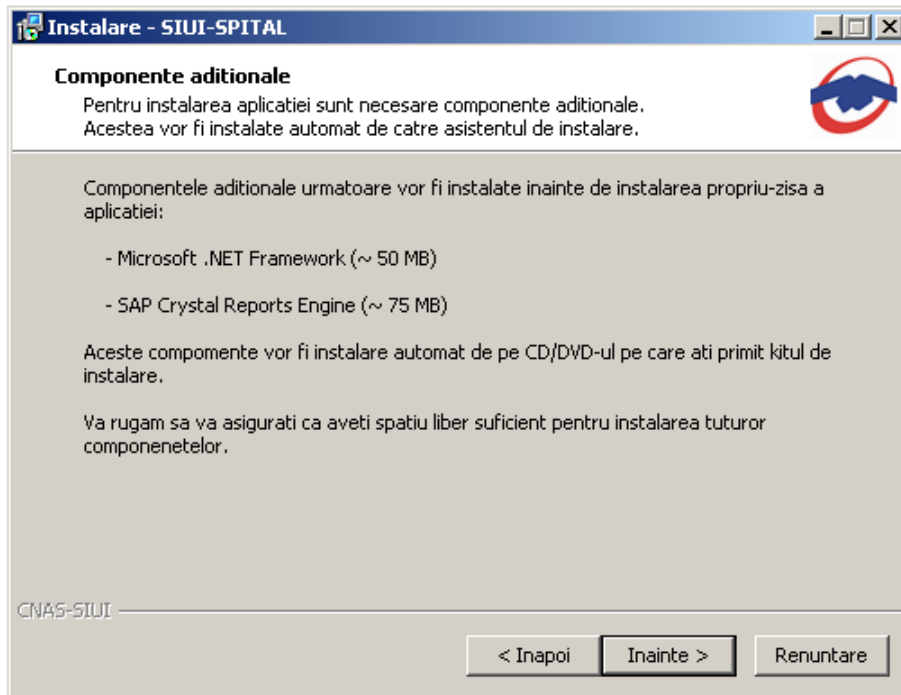 Instalare - SIUI-SPITAL
Componente aditionale
Pentru instalarea aplicatiei sunt necesare componente aditionale.
Acestea vor fi instalate automat de catre asistentul de instalare.
Componentele aditionale urmatoare vor fi instalate inainte de instalarea propriu-zisa a
aplicatiei:
- Microsoft .NET Framework (~ 50 MB)
- SAP Crystal Reports Engine (~ 75 MB)
Aceste compomente vor fi instalare automat de pe CD/DVD-ul pe care ati primit kitul de
instalare.
Va rugam sa va asigurati ca aveti spatiu liber suficient pentru instalarea tuturor
componenetelor.
CNAS-SIUI
< Inapoi
Inainte >
Renuntare